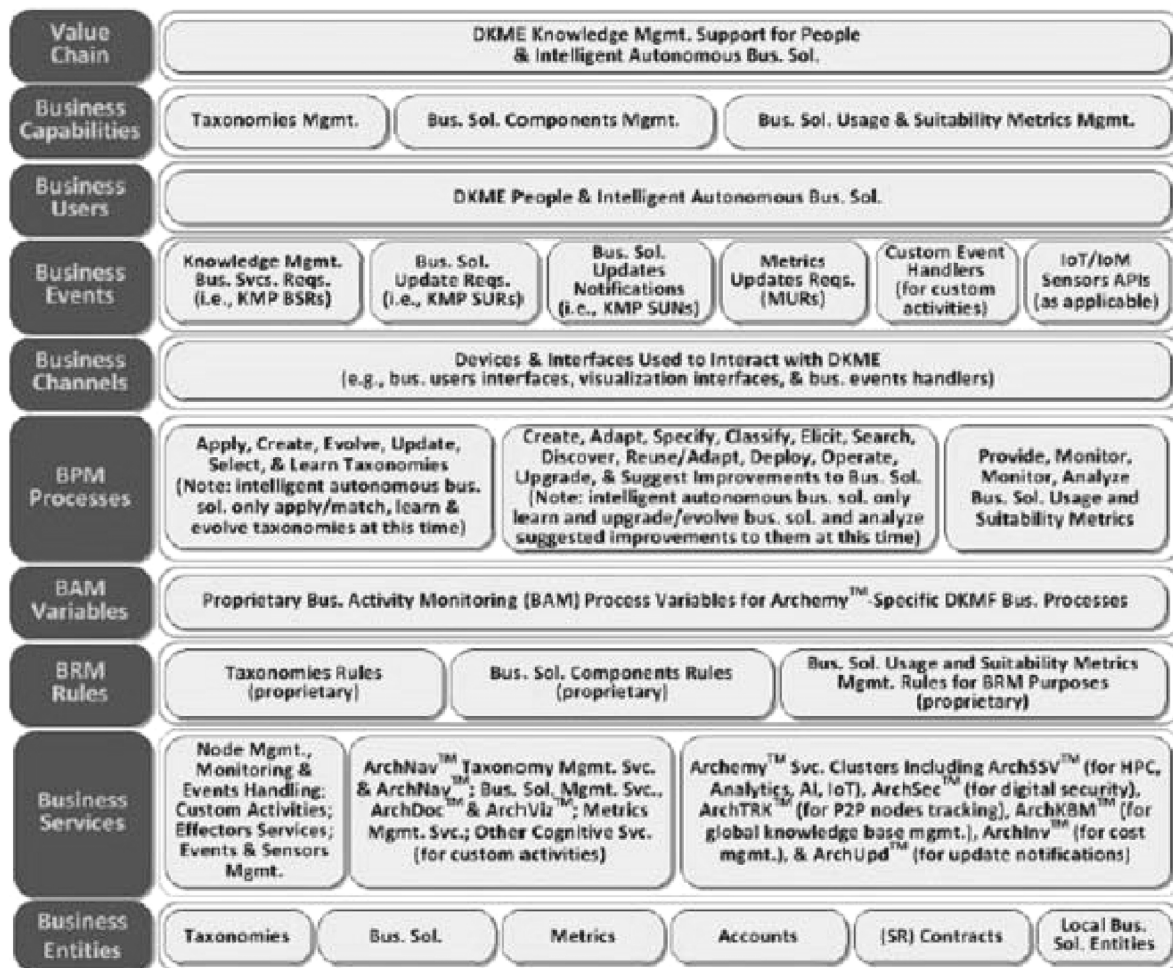 Value
Chain
DKME Knowledge Mgmt. Support for People
& Intelligent Autonomous Bus. Sol.
Business
Capabilities
Taxonomies Mgmt.
Bus. Sol. Components Mgmt.
Bus. Sol. Usage & Suitability Metrics Mgmt.
Business
Users
DKME People & Intelligent Autonomous Bus. Sol.
Business
Events
Knowledge Mgmt.
Bus. Svcs. Reqs.
(i.e., KMP BSRs)
Bus. Sol.
Update Reqs.
(i.e., KMP SURs)
Bus. Sol.
Updates
Notifications
(i.e., KMP SUNs)
Metrics
Updates Reqs.
(MURs)
Custom Event
Handlers
(for custom
activities)
IoT/IoM
Sensors APIs
(as applicable)
Business
Channels
Devices & Interfaces Used to Interact with DKME
(e.g., bus. users interfaces, visualization interfaces, & bus. events handlers)
BPM
Processes
Apply, Create, Evolve, Update,
Select, & Learn Taxonomies
(Note: intelligent autonomous bus.
sol. only apply/match, learn &
evolve taxonomies at this time)
Create, Adapt, Specify, Classify, Elicit, Search,
Discover, Reuse/Adapt, Deploy, Operate,
Upgrade, & Suggest Improvements to Bus. Sol.
(Note: intelligent autonomous bus. sol. only
learn and upgrade/evolve bus. sol. and analyze
suggested improvements to them at this time)
Provide, Monitor,
Monitor, Analyze
Bus. Sol. Usage and
Suitability Metrics
BAM
Variables
Proprietary Bus. Activity Monitoring (BAM) Process Variables for Archemy™-Specific DKMF Bus. Processes
BRM
Rules
Taxonomies Rules
(proprietary)
Bus. Sol. Components Rules
(proprietary)
Bus. Sol. Usage and Suitability Metrics
Mgmt. Rules for BRM Purposes
(proprietary)
Business
Services
Node Mgmt.,
Monitoring &
Events Handling;
Custom Activities;
Effectors Services;
Events & Sensors
Mgmt.
ArchNav™ Taxonomy Mgmt. Svc.
& ArchNav™; Bus. Sol. Mgmt. Svc.,
ArchDoc™ & ArchViz™; Metrics
Mgmt. Svc.; Other Cognitive Svc.
(for custom activities)
Archemy™ Svc. Clusters Including ArchSSV™ (for HPC,
Analytics, AI, IoT), ArchSec™ (for digital security),
ArchTRK™ (for P2P nodes tracking), ArchKBM™ (for
global knowledge base mgmt.), ArchInv™ (for cost
mgmt.), & ArchUpd™ (for update notifications)
Business
Entities
Taxonomies
Bus. Sol.
Metrics
Accounts
(SR) Contracts
Local Bus.
Sol. Entities